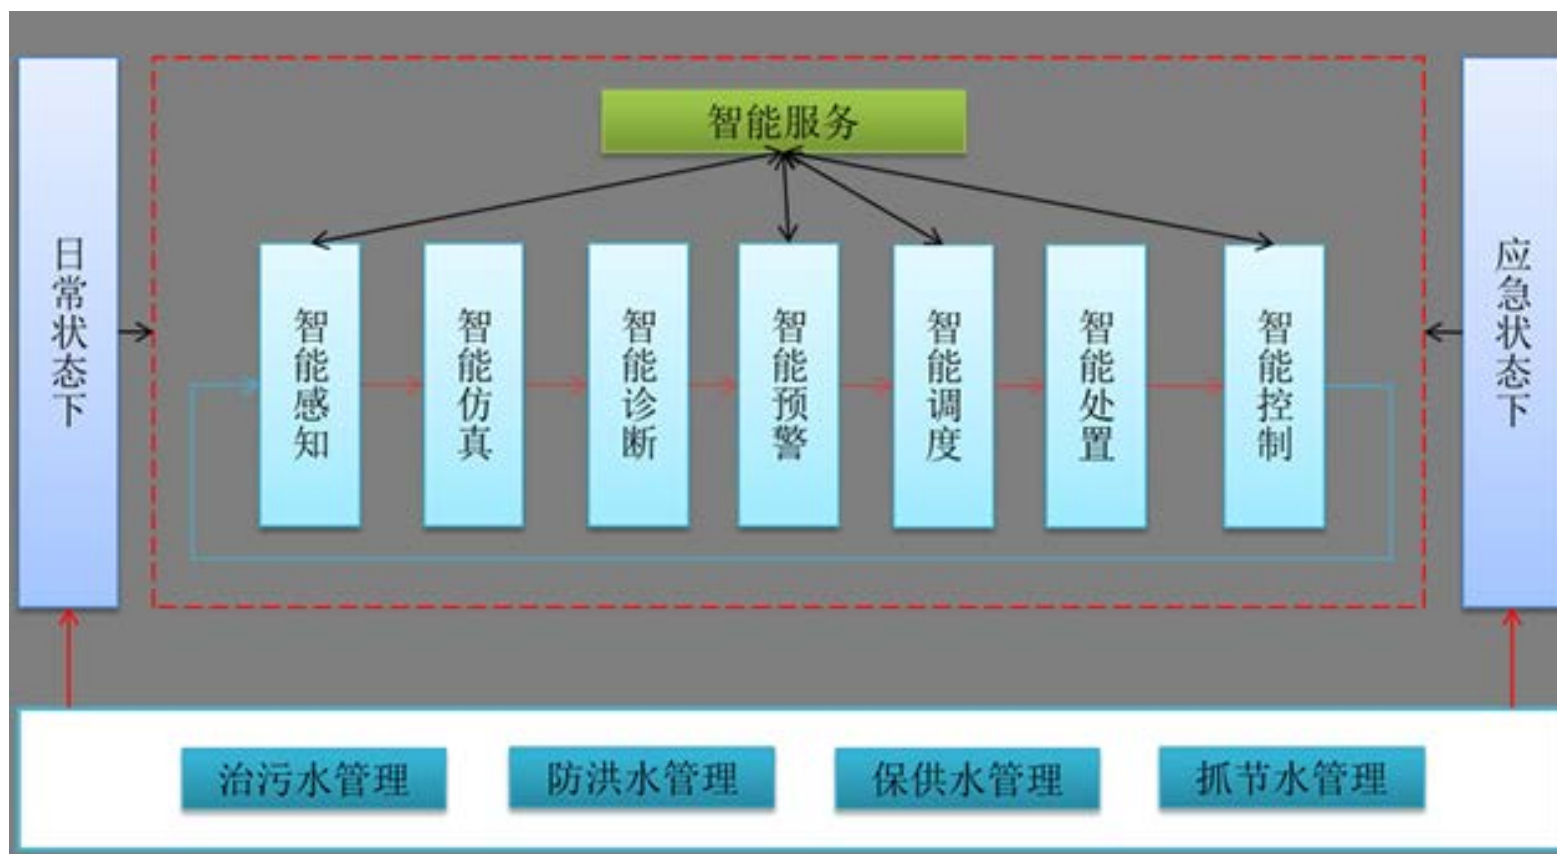 智能服务
日常状态下
智能感知
智能仿真
智能诊断
智能预警
智能调度
智能处置
智能控制
应急状态下
治污水管理
防洪水管理
保供水管理
抓节水管理